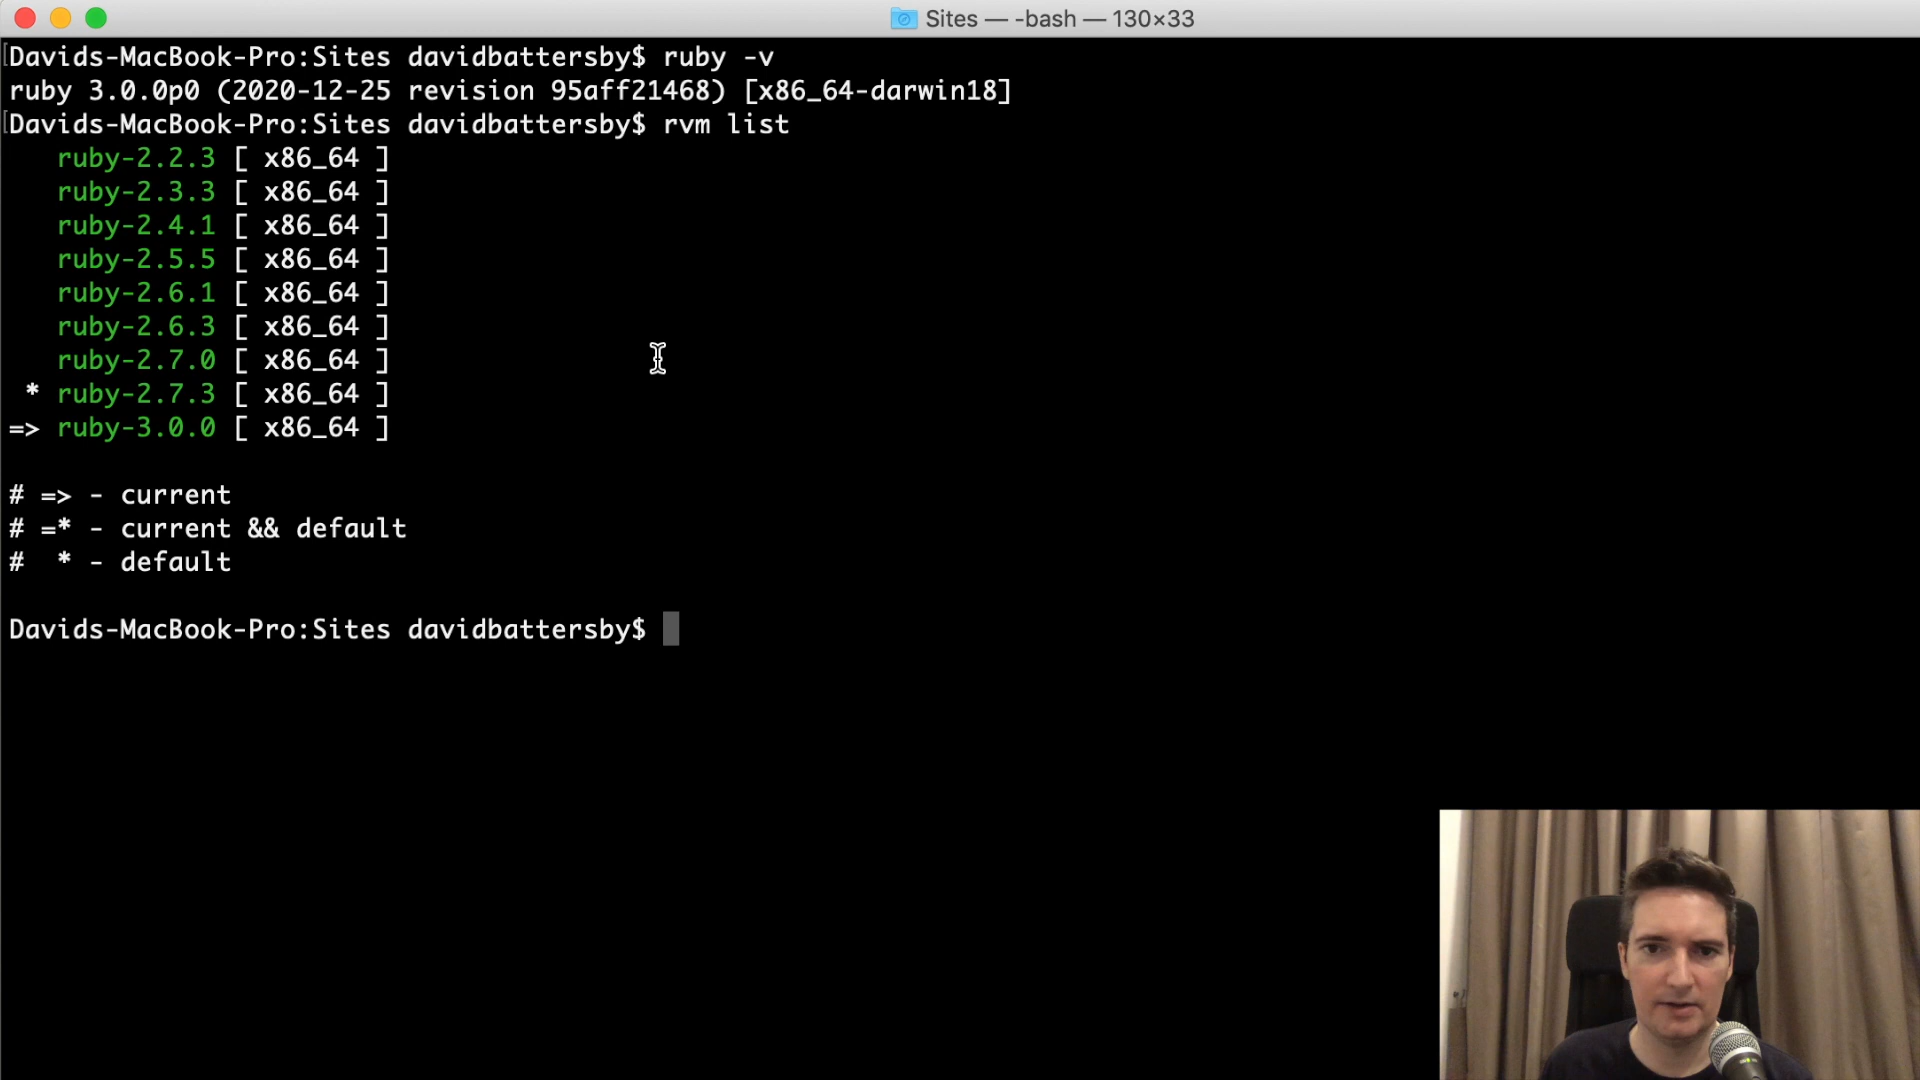 Sites — -bash — 130×33
Davids-MacBook-Pro:Sites davidbattersby$ ruby -v
ruby 3.0.0p0 (2020-12-25 revision 95aff21468) [x86_64-darwin18]
Davids-MacBook-Pro:Sites davidbattersby$ rvm list
ruby-2.2.3 [ x86_64 ]
ruby-2.3.3 [ x86_64 ]
ruby-2.4.1 [ x86_64 ]
ruby-2.5.5 [ x86_64 ]
ruby-2.6.1 [ x86_64 ]
ruby-2.6.3 [ x86_64 ]
ruby-2.7.0 [ x86_64 ]
* ruby-2.7.3 [ x86_64 ]
=> ruby-3.0.0 [ x86_64 ]
# => - current
# =* - current && default
#  * - default
Davids-MacBook-Pro:Sites davidbattersby$